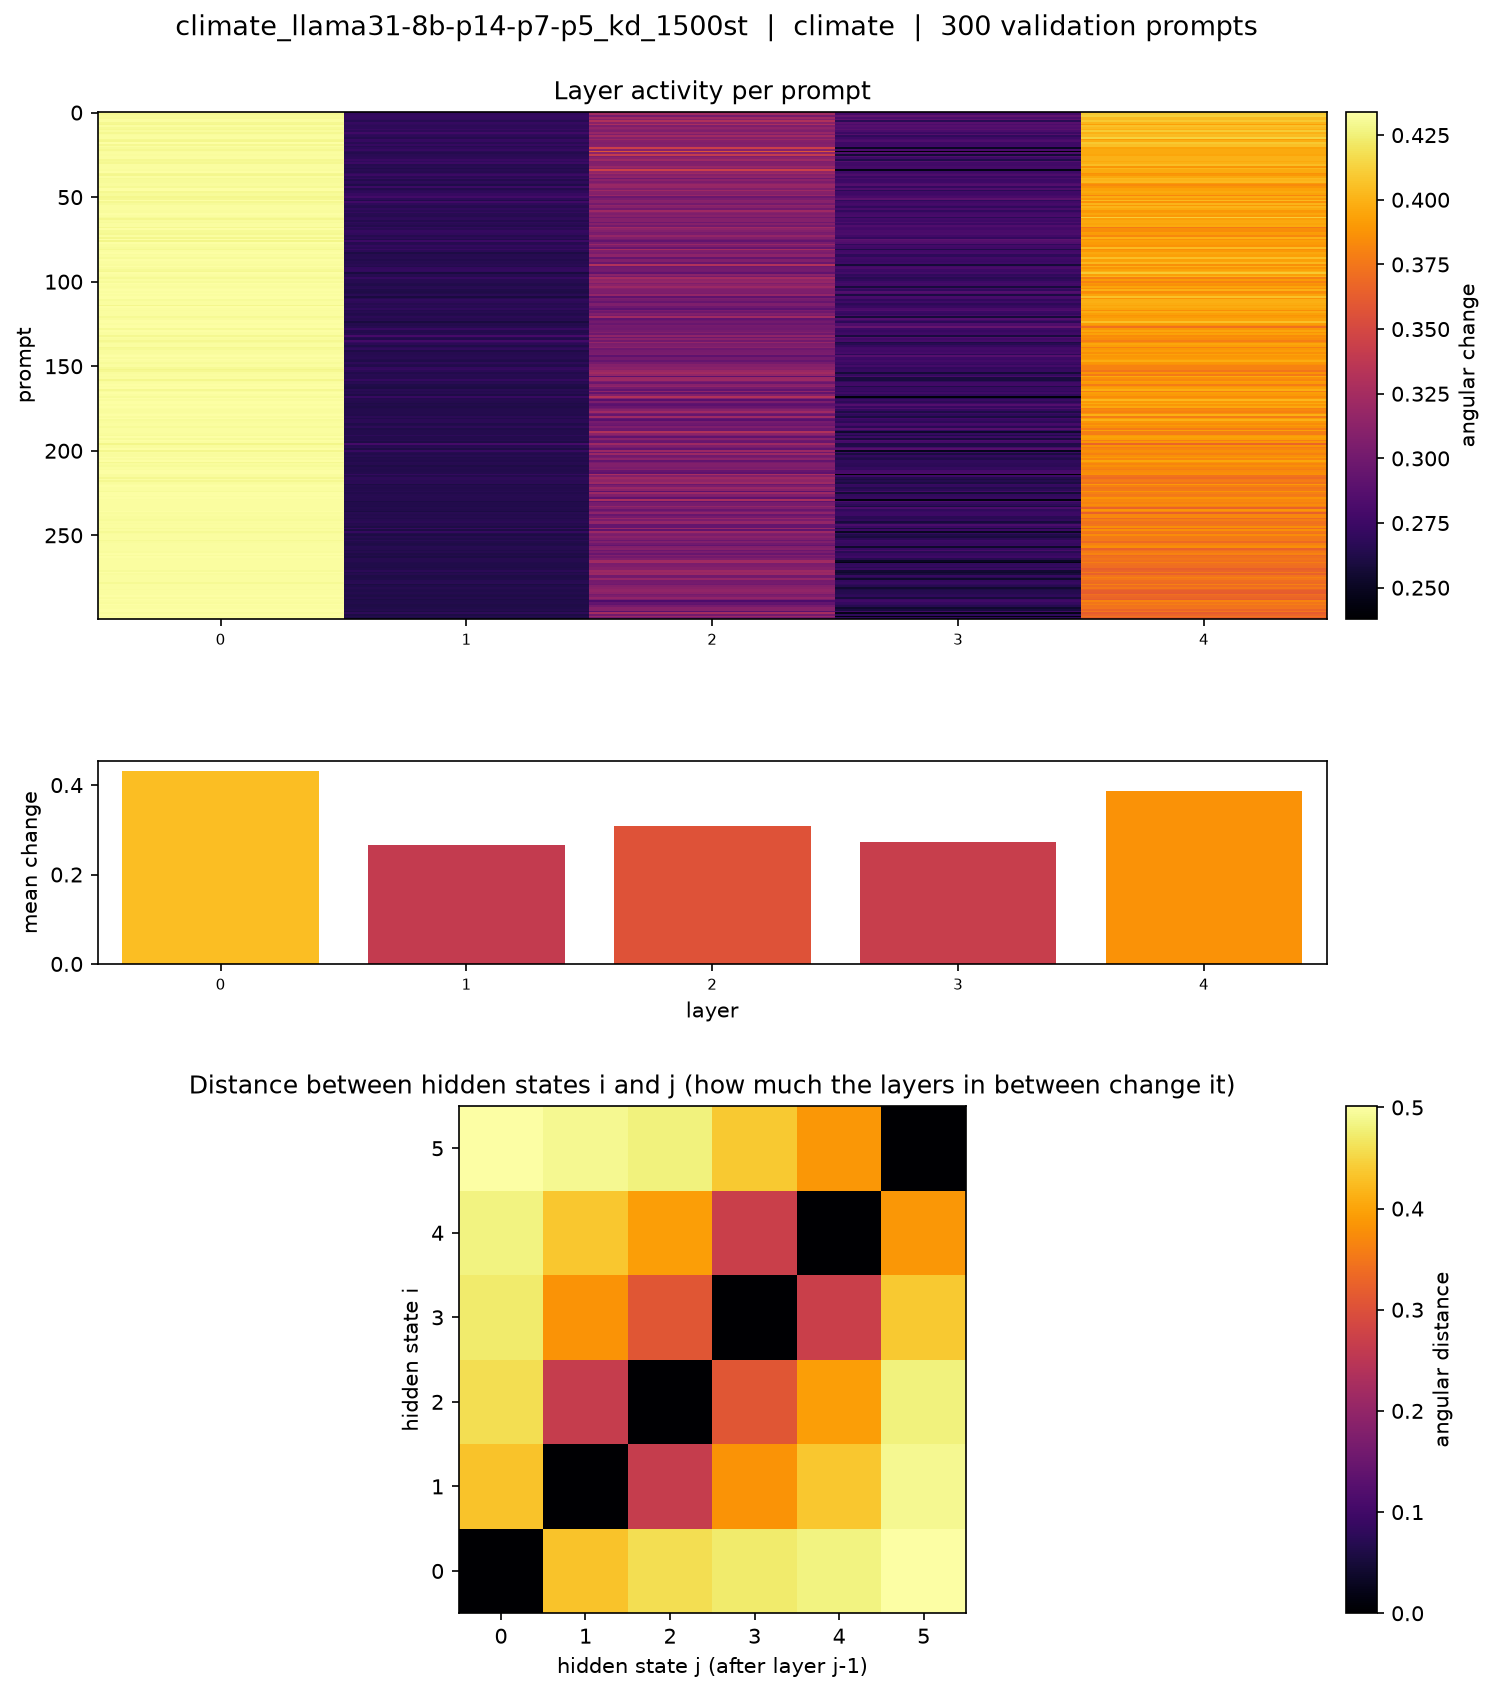 climate_llama31-8b-p14-p7-p5_kd_1500st  |  climate  |  300 validation prompts
Layer activity per prompt
prompt
0
50
100
150
200
250
0 1 2 3 4
0.425
0.400
0.375
0.350
0.325
0.300
0.275
0.250
angular change
mean change
0.4
0.2
0.0
0 1 2 3 4
layer
Distance between hidden states i and j (how much the layers in between change it)
hidden state i
5
4
3
2
1
0
0 1 2 3 4 5
hidden state j (after layer j-1)
0.5
0.4
0.3
0.2
0.1
0.0
angular distance